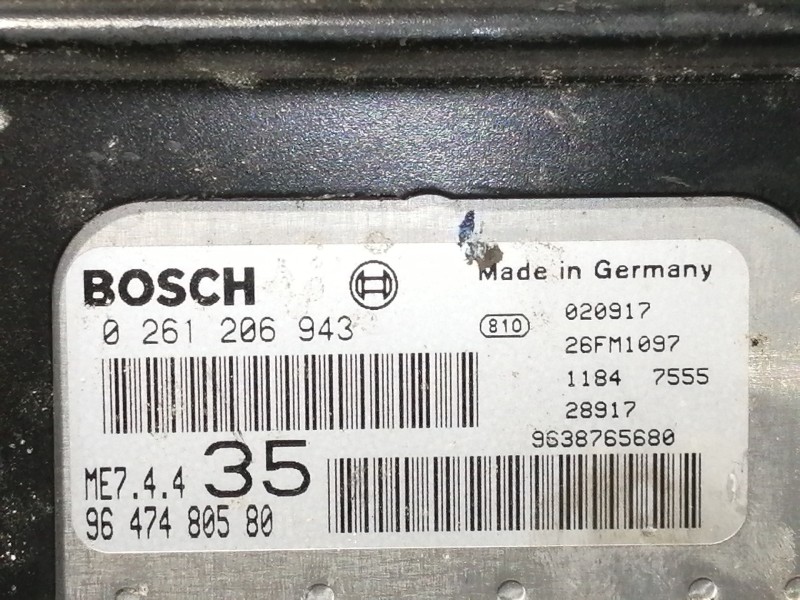 BOSCH
0 261 206 943
ME7.4.4 35
96 474 805 80
Made in Germany
810
020917
26FM1097
1184 7555
28917
9638765680